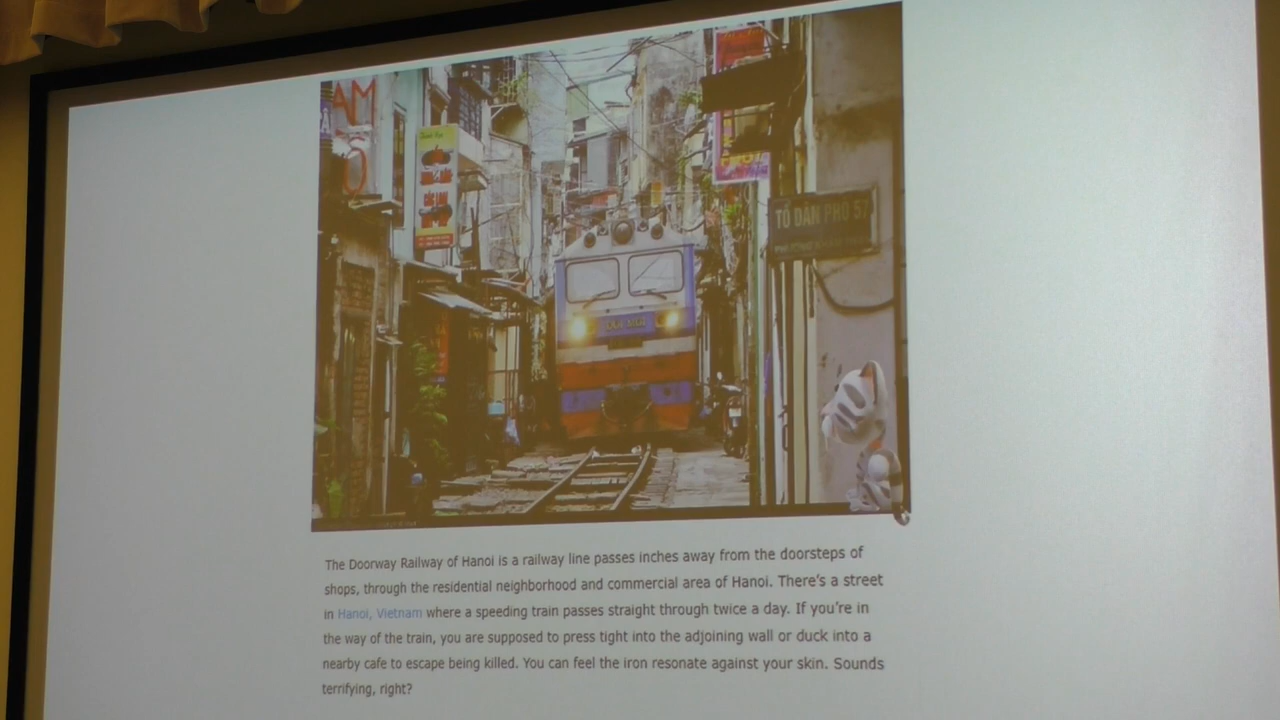 AM
TỔ DÂN PHỐ 57
The Doorway Railway of Hanoi is a railway line passes inches away from the doorsteps of
shops, through the residential neighborhood and commercial area of Hanoi. There's a street
in Hanoi, Vietnam where a speeding train passes straight through twice a day. If you're in
the way of the train, you are supposed to press tight into the adjoining wall or duck into a
nearby cafe to escape being killed. You can feel the iron resonate against your skin. Sounds
terrifying, right?